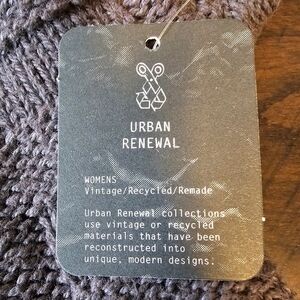 URBAN
RENEWAL
WOMENS
Vintage/Recycled/Remade
Urban Renewal collections
use vintage or recycled
materials that have been
reconstructed into
unique, modern designs.